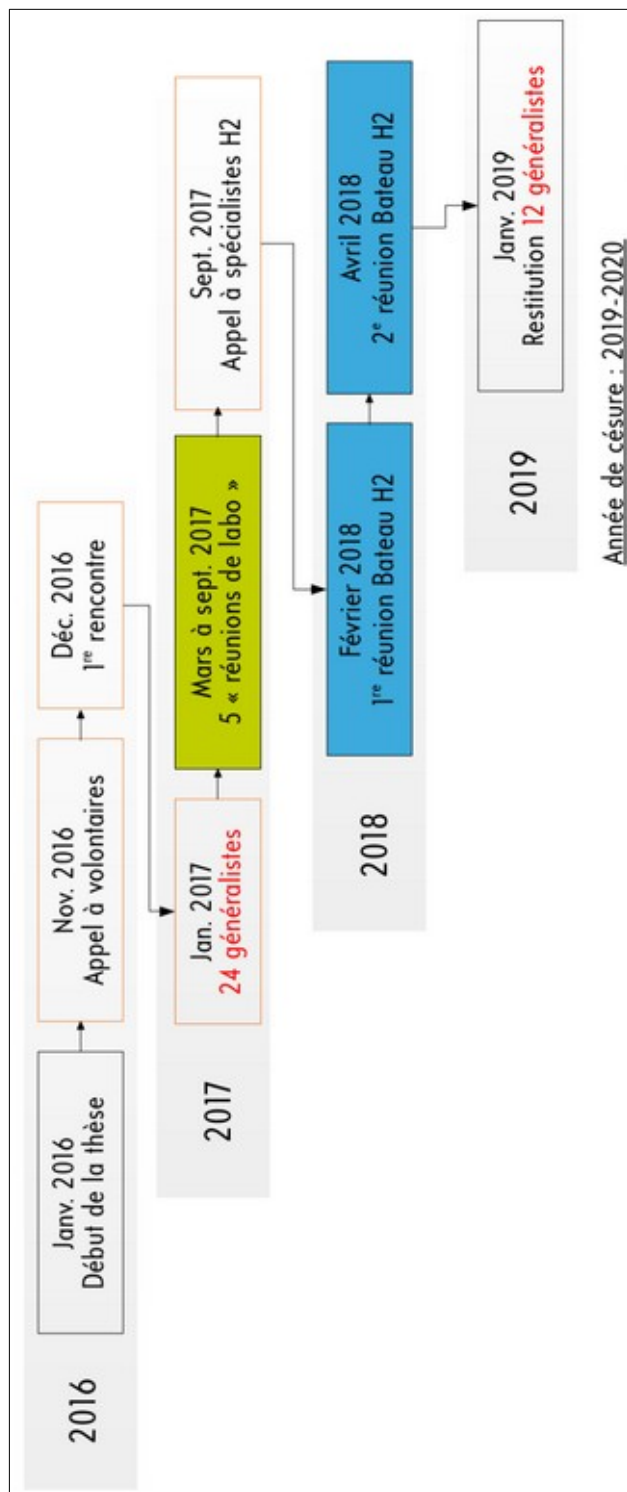 2016
Janv. 2016
Début de la thèse
Nov. 2016
Appel à volontaires
Déc. 2016
1re rencontre
2017
Jan. 2017
24 généralistes
Mars à sept. 2017
5 « réunions de labo »
Sept. 2017
Appel à spécialistes H2
2018
Février 2018
1re réunion Bateau H2
Avril 2018
2e réunion Bateau H2
2019
Janv. 2019
Restitution 12 généralistes
Année de césure : 2019-2020